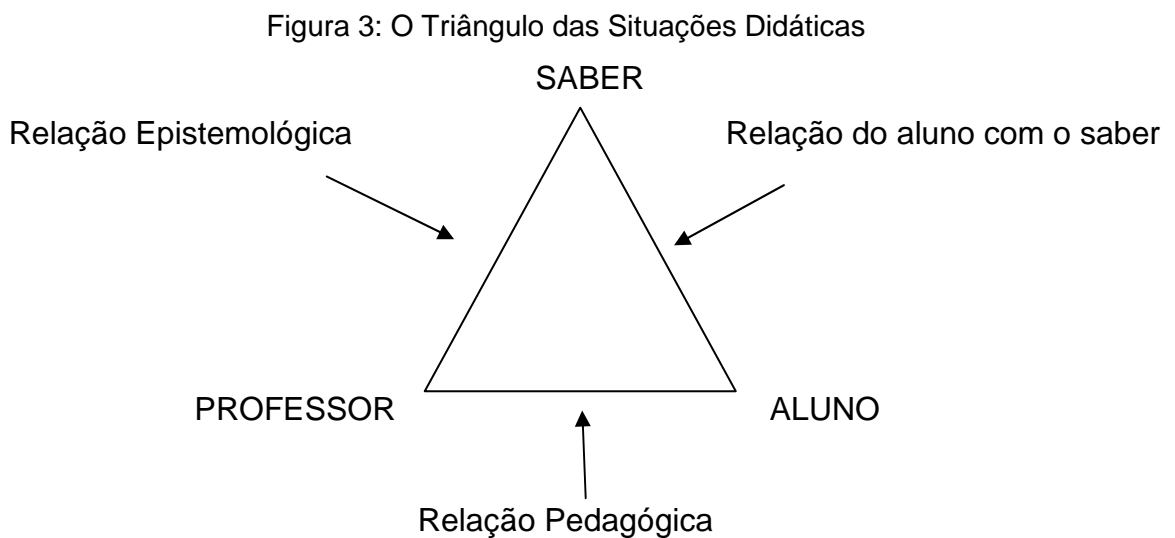 Figura 3: O Triângulo das Situações Didáticas
SABER
Relação Epistemológica
Relação do aluno com o saber
PROFESSOR
ALUNO
Relação Pedagógica